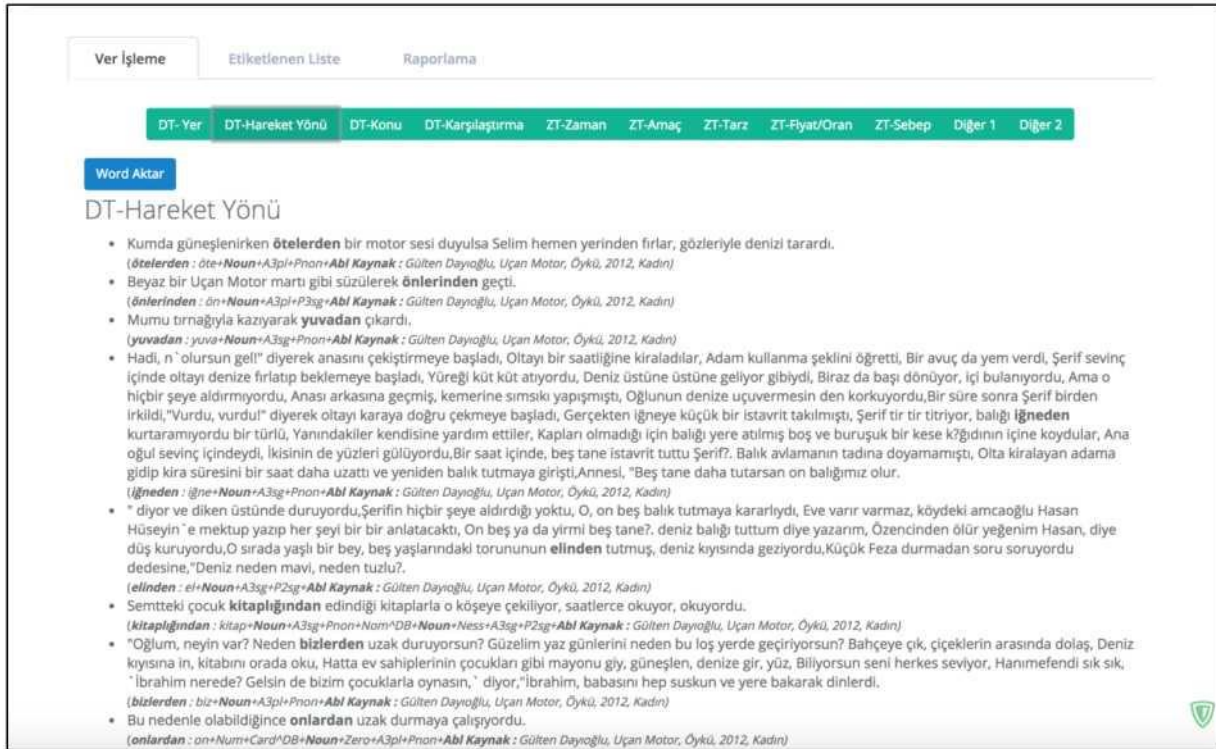 Ver İşleme Etiketlenen Liste Raporlama
DT- Yer DT-Hareket Yönü DT-Konu DT-Karşılaştırma ZT-Zaman ZT-Amaç ZT-Tarz ZT-Fiyat/Oran ZT-Sebep Diğer 1 Diğer 2
Word Aktar
DT-Hareket Yönü
• Kumda güneşlenirken ötelerden bir motor sesi duyulsa Selim hemen yerinden fırlar, gözleriyle denizi tarardı.
(ötelerden : öte+Noun+A3pl+Pnon+Abl Kaynak : Gülten Dayıoğlu, Uçan Motor, Öykü, 2012, Kadın)
• Beyaz bir Uçan Motor martı gibi süzülerek önlerinden geçti.
(önlerinden : ön+Noun+A3pl+P3sg+Abl Kaynak : Gülten Dayıoğlu, Uçan Motor, Öykü, 2012, Kadın)
• Mumu tırnağıyla kazıyarak yuvadan çıkardı.
(yuvadan : yuva+Noun+A3sg+Pnon+Abl Kaynak : Gülten Dayıoğlu, Uçan Motor, Öykü, 2012, Kadın)
• Hadi, n`olursun gel!" diyerek anasını çekiştirmeye başladı, Oltayı bir saatliğine kiraladılar, Adam kullanma şeklini öğretti, Bir avuç da yem verdi, Şerif sevinç
içinde oltayı denize fırlatıp beklemeye başladı, Yüreği küt küt atıyordu, Deniz üstüne üstüne geliyor gibiydi, Biraz da başı dönüyor, içi bulanıyordu, Ama o
hiçbir şeye aldırmıyordu, Anası arkasına geçmiş, kemerine sımsıkı yapışmıştı, Oğlunun denize uçuvermesin den korkuyordu,Bir süre sonra Şerif birden
irkildi,"Vurdu, vurdu!" diyerek oltayı karaya doğru çekmeye başladı, Gerçekten iğneye küçük bir istavrit takılmıştı, Şerif tir tir titriyor, balığı iğneden
kurtaramıyordu bir türlü, Yanındakiler kendisine yardım ettiler, Kapları olmadığı için balığı yere atılmış boş ve buruşuk bir kese k?ğıdının içine koydular, Ana
oğul sevinç içindeydi, İkisinin de yüzleri gülüyordu,Bir saat içinde, beş tane istavrit tuttu Şerif?. Balık avlamanın tadına doyamamıştı, Olta kiralayan adama
gidip kira süresini bir saat daha uzattı ve yeniden balık tutmaya girişti,Annesi, "Beş tane daha tutarsan on balığımız olur.
(iğneden : iğne+Noun+A3sg+Pnon+Abl Kaynak : Gülten Dayıoğlu, Uçan Motor, Öykü, 2012, Kadın)
• " diyor ve diken üstünde duruyordu,Şerifin hiçbir şeye aldırdığı yoktu, O, on beş balık tutmaya kararlıydı, Eve varır varmaz, köydeki amcaoğlu Hasan
Hüseyin`e mektup yazıp her şeyi bir bir anlatacaktı, On beş ya da yirmi beş tane?. deniz balığı tuttum diye yazarım, Özencinden ölür yeğenim Hasan, diye
düş kuruyordu,O sırada yaşlı bir bey, beş yaşlarındaki torununun elinden tutmuş, deniz kıyısında geziyordu,Küçük Feza durmadan soru soruyordu
dedesine,"Deniz neden mavi, neden tuzlu?.
(elinden : el+Noun+A3sg+P2sg+Abl Kaynak : Gülten Dayıoğlu, Uçan Motor, Öykü, 2012, Kadın)
• Semtteki çocuk kitaplığından edindiği kitaplarla o köşeye çekiliyor, saatlerce okuyor, okuyordu.
(kitaplığından : kitap+Noun+A3sg+Pnon+Nom^DB+Noun+Ness+A3sg+P2sg+Abl Kaynak : Gülten Dayıoğlu, Uçan Motor, Öykü, 2012, Kadın)
• "Oğlum, neyin var? Neden bizlerden uzak duruyorsun? Güzelim yaz günlerini neden bu loş yerde geçiriyorsun? Bahçeye çık, çiçeklerin arasında dolaş, Deniz
kıyısına in, kitabını orada oku, Hatta ev sahiplerinin çocukları gibi mayonu giy, güneşlen, denize gir, yüz, Biliyorsun seni herkes seviyor, Hanımefendi sık sık,
`İbrahim nerede? Gelsin de bizim çocuklarla oynasın,` diyor,"İbrahim, babasını hep suskun ve yere bakarak dinlerdi.
(bizlerden : biz+Noun+A3pl+Pnon+Abl Kaynak : Gülten Dayıoğlu, Uçan Motor, Öykü, 2012, Kadın)
• Bu nedenle olabildiğince onlardan uzak durmaya çalışıyordu.
(onlardan : on+Num+Card^DB+Noun+Zero+A3pl+Pnon+Abl Kaynak : Gülten Dayıoğlu, Uçan Motor, Öykü, 2012, Kadın)